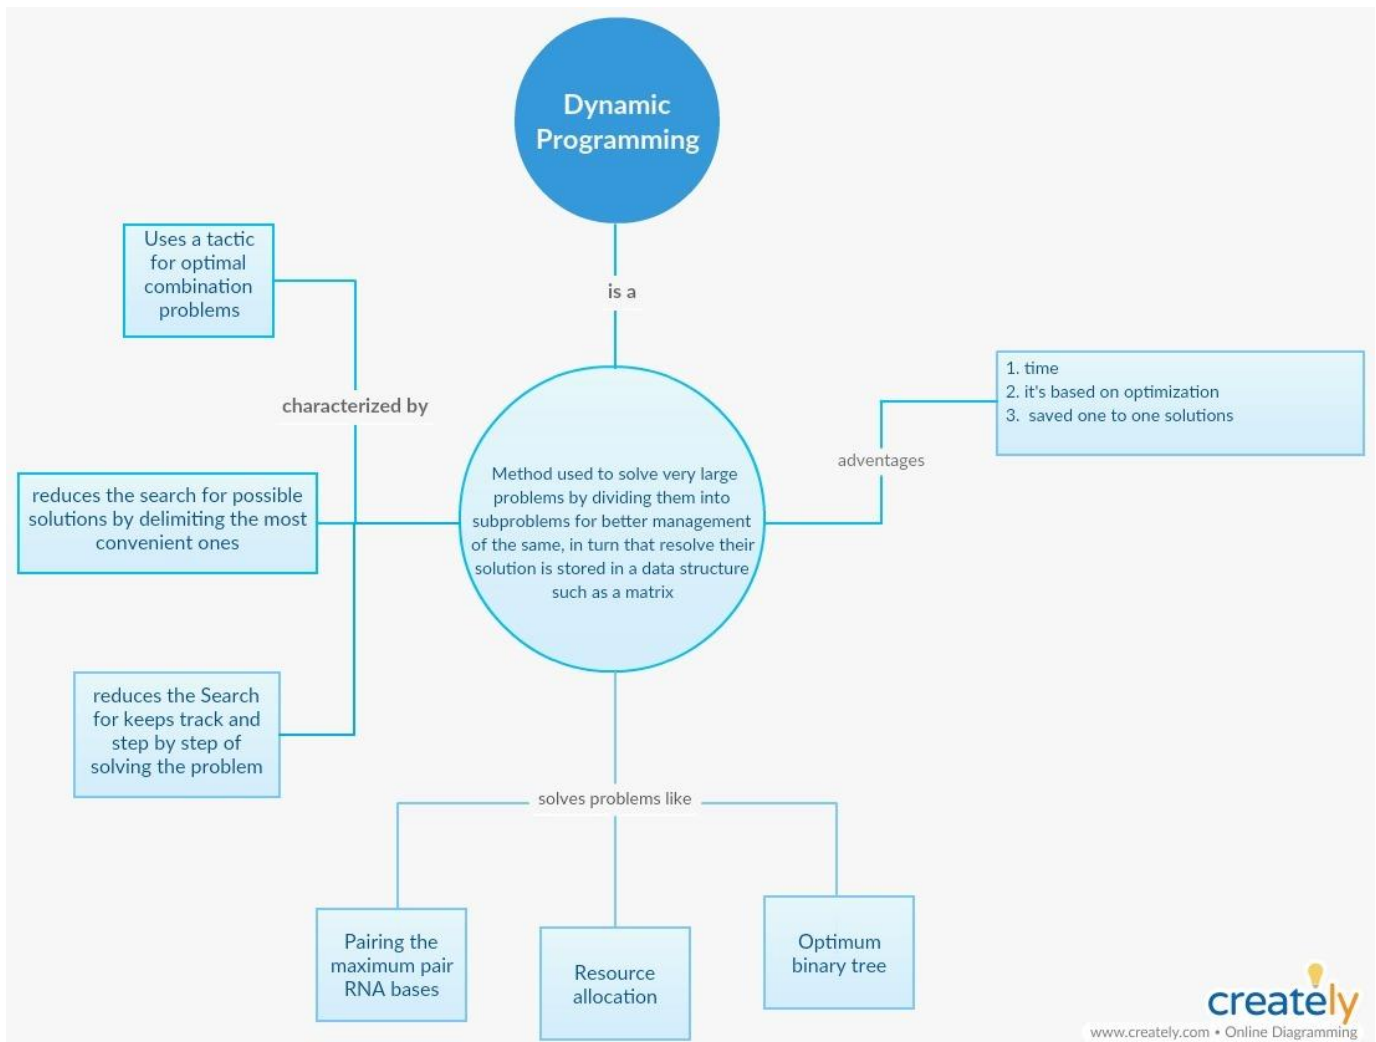 Dynamic
Programming
is a
Uses a tactic
for optimal
combination
problems
characterized by
reduces the search for possible
solutions by delimiting the most
convenient ones
reduces the Search
for keeps track and
step by step of
solving the problem
Method used to solve very large
problems by dividing them into
subproblems for better management
of the same, in turn that resolve their
solution is stored in a data structure
such as a matrix
adventages
1. time
2. it's based on optimization
3. saved one to one solutions
solves problems like
Pairing the
maximum pair
RNA bases
Resource
allocation
Optimum
binary tree
creately
www.creately.com • Online Diagramming